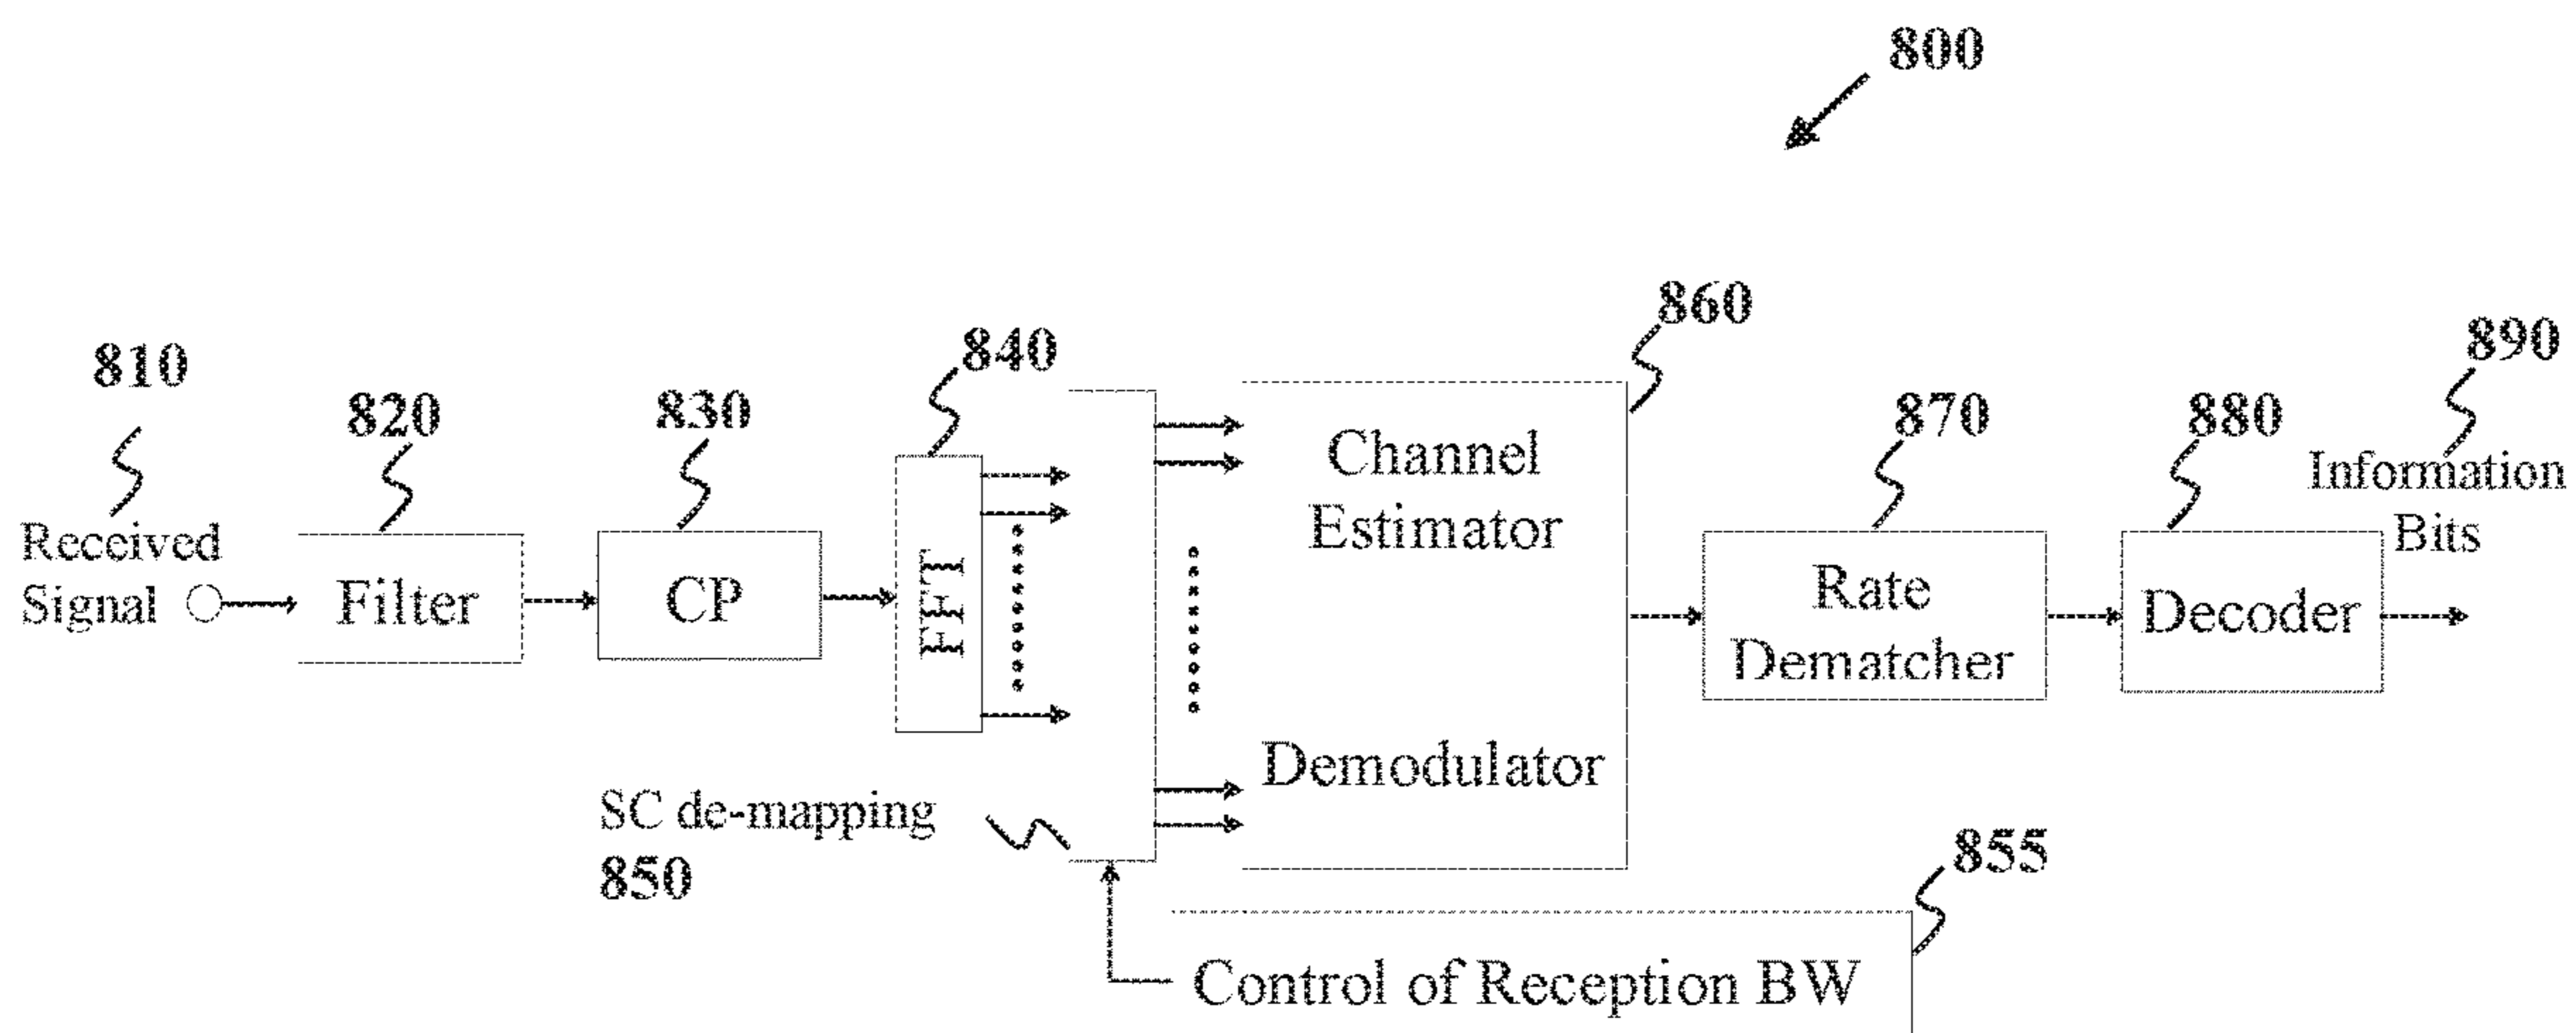 800
860
890
840
810
820
830
870
880
Channel
Estimator
Information
Bits
Received
Signal
Filter
CP
FFT
Rate
Dematcher
Decoder
Demodulator
SC de-mapping
850
855
Control of Reception BW